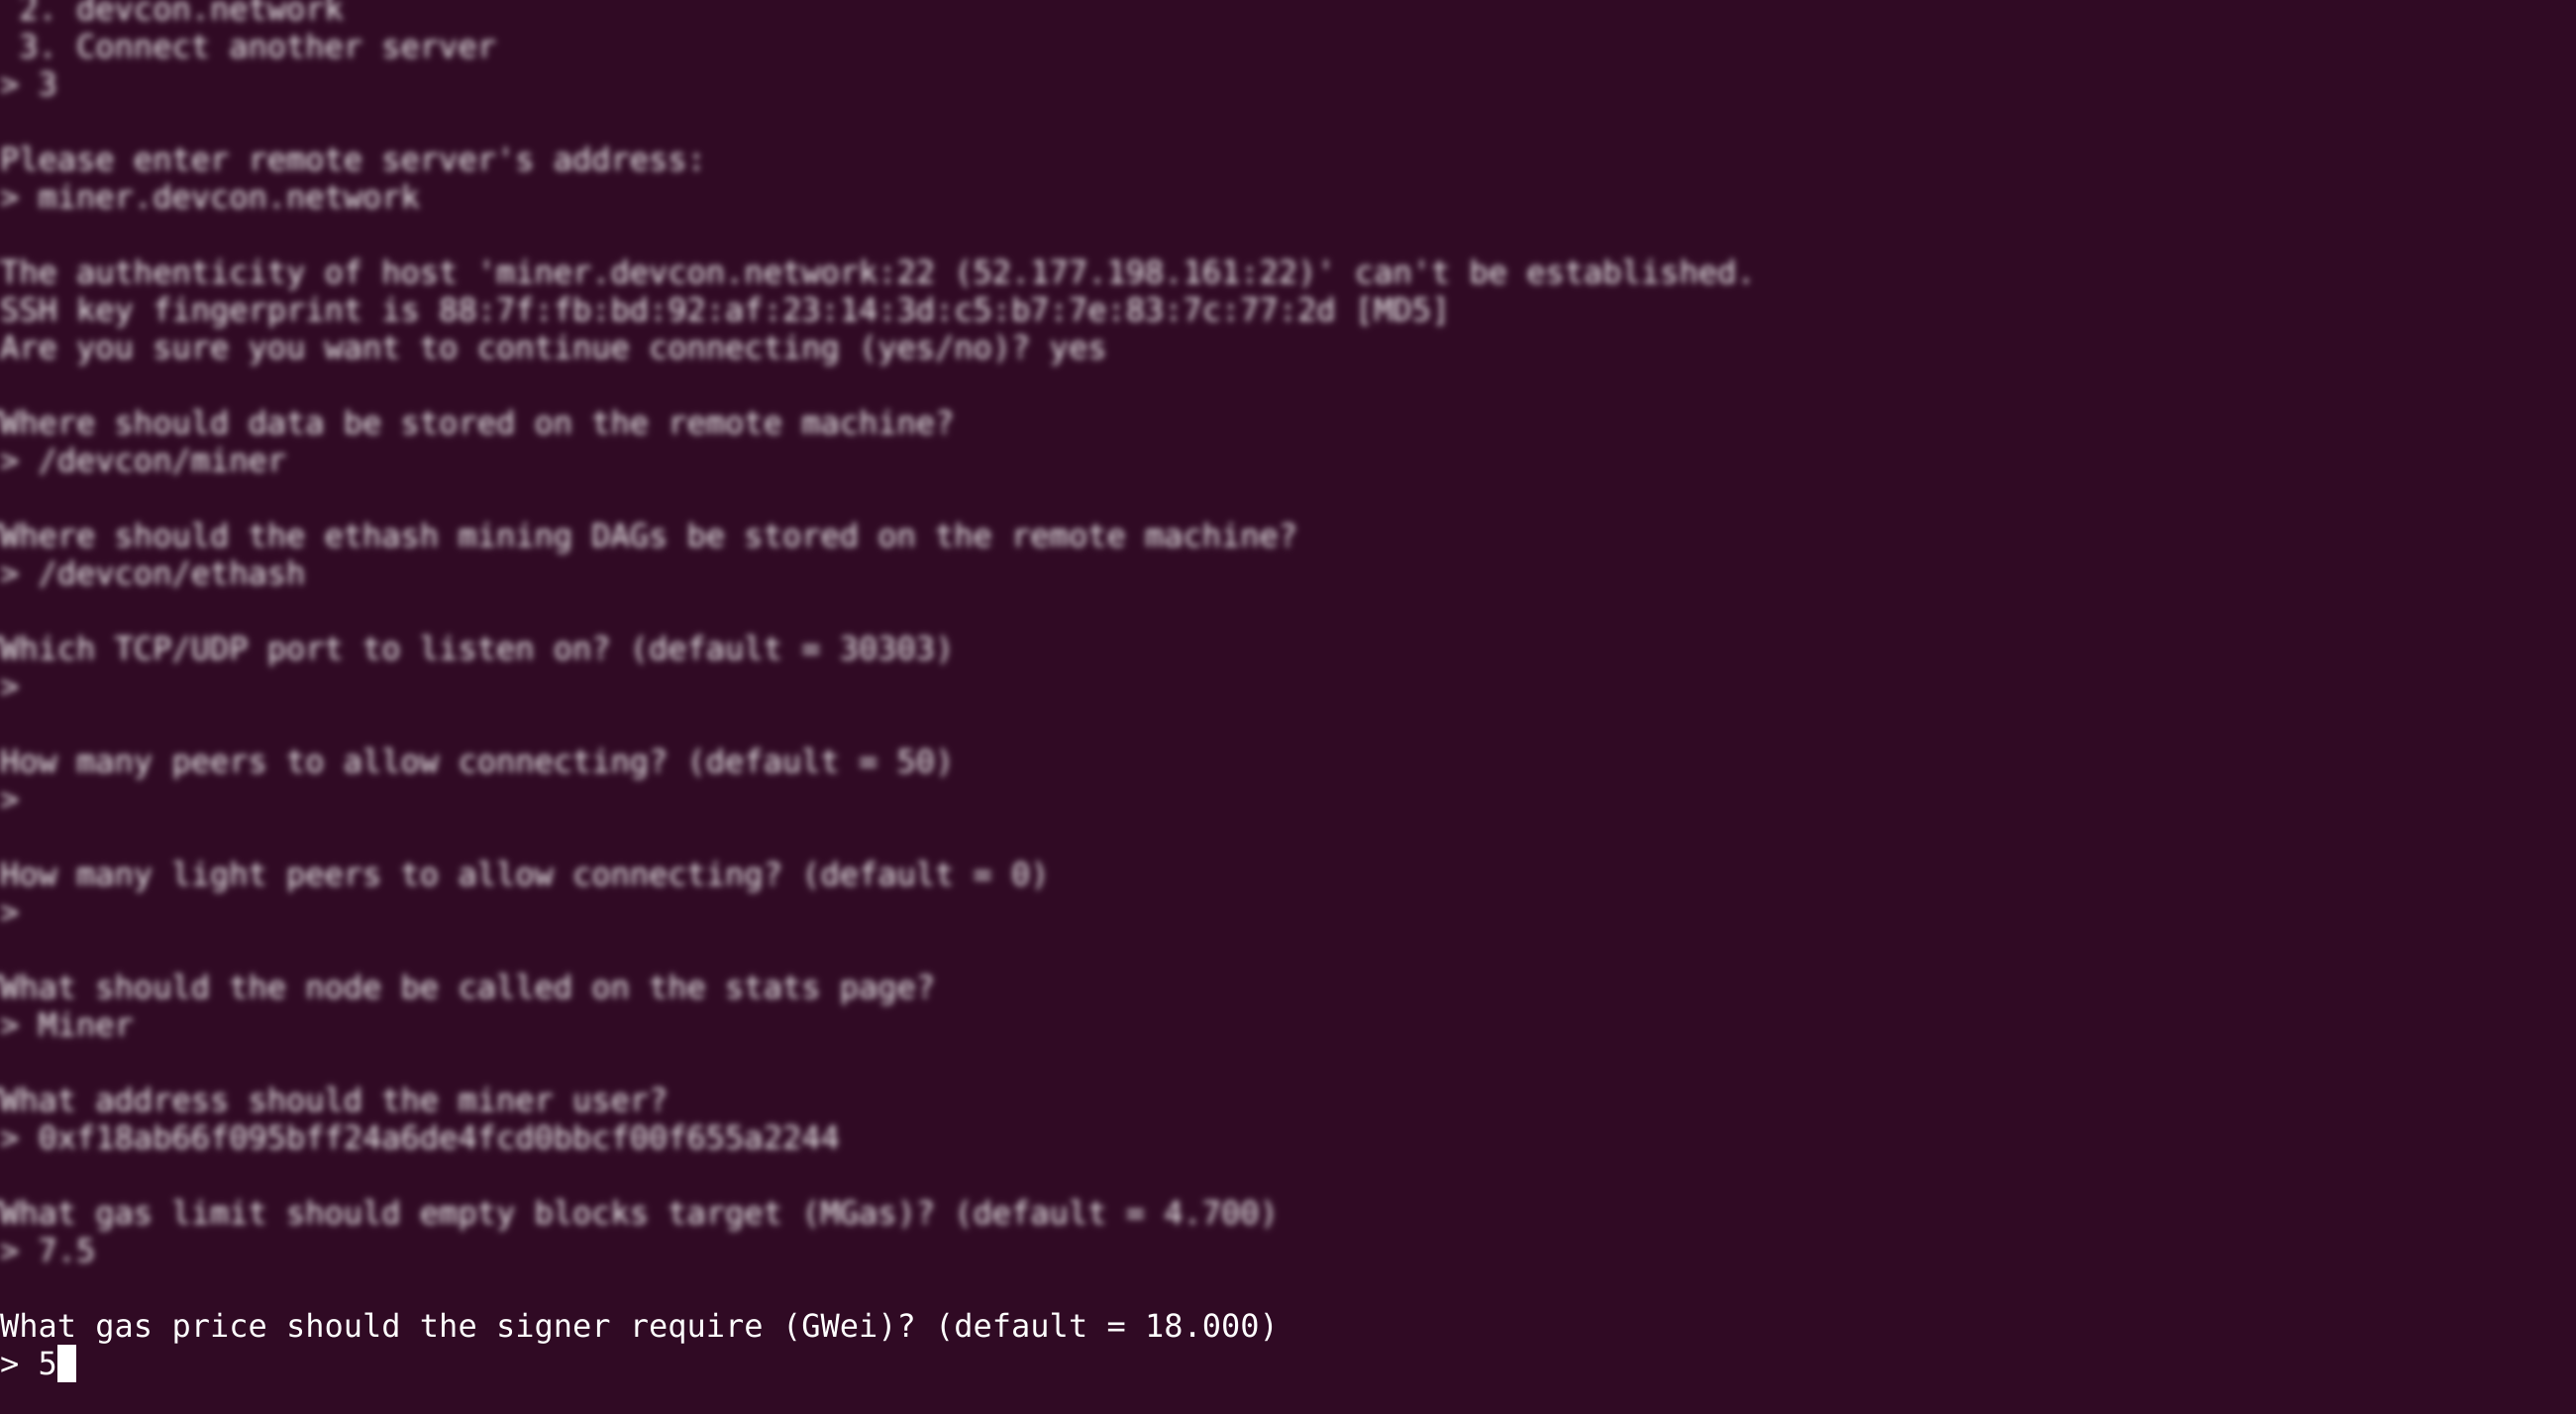 2. devcon.network
3. Connect another server
> 3
Please enter remote server's address:
> miner.devcon.network
The authenticity of host 'miner.devcon.network:22 (52.177.198.161:22)' can't be established.
SSH key fingerprint is 88:7f:fb:bd:92:af:23:14:3d:c5:b7:7e:83:7c:77:2d [MD5]
Are you sure you want to continue connecting (yes/no)? yes
Where should data be stored on the remote machine?
> /devcon/miner
Where should the ethash mining DAGs be stored on the remote machine?
> /devcon/ethash
Which TCP/UDP port to listen on? (default = 30303)
>
How many peers to allow connecting? (default = 50)
>
How many light peers to allow connecting? (default = 0)
>
What should the node be called on the stats page?
> Miner
What address should the miner user?
> 0xf18ab66f095bff24a6de4fcd0bbcf00f655a2244
What gas limit should empty blocks target (MGas)? (default = 4.700)
> 7.5
What gas price should the signer require (GWei)? (default = 18.000)
> 5